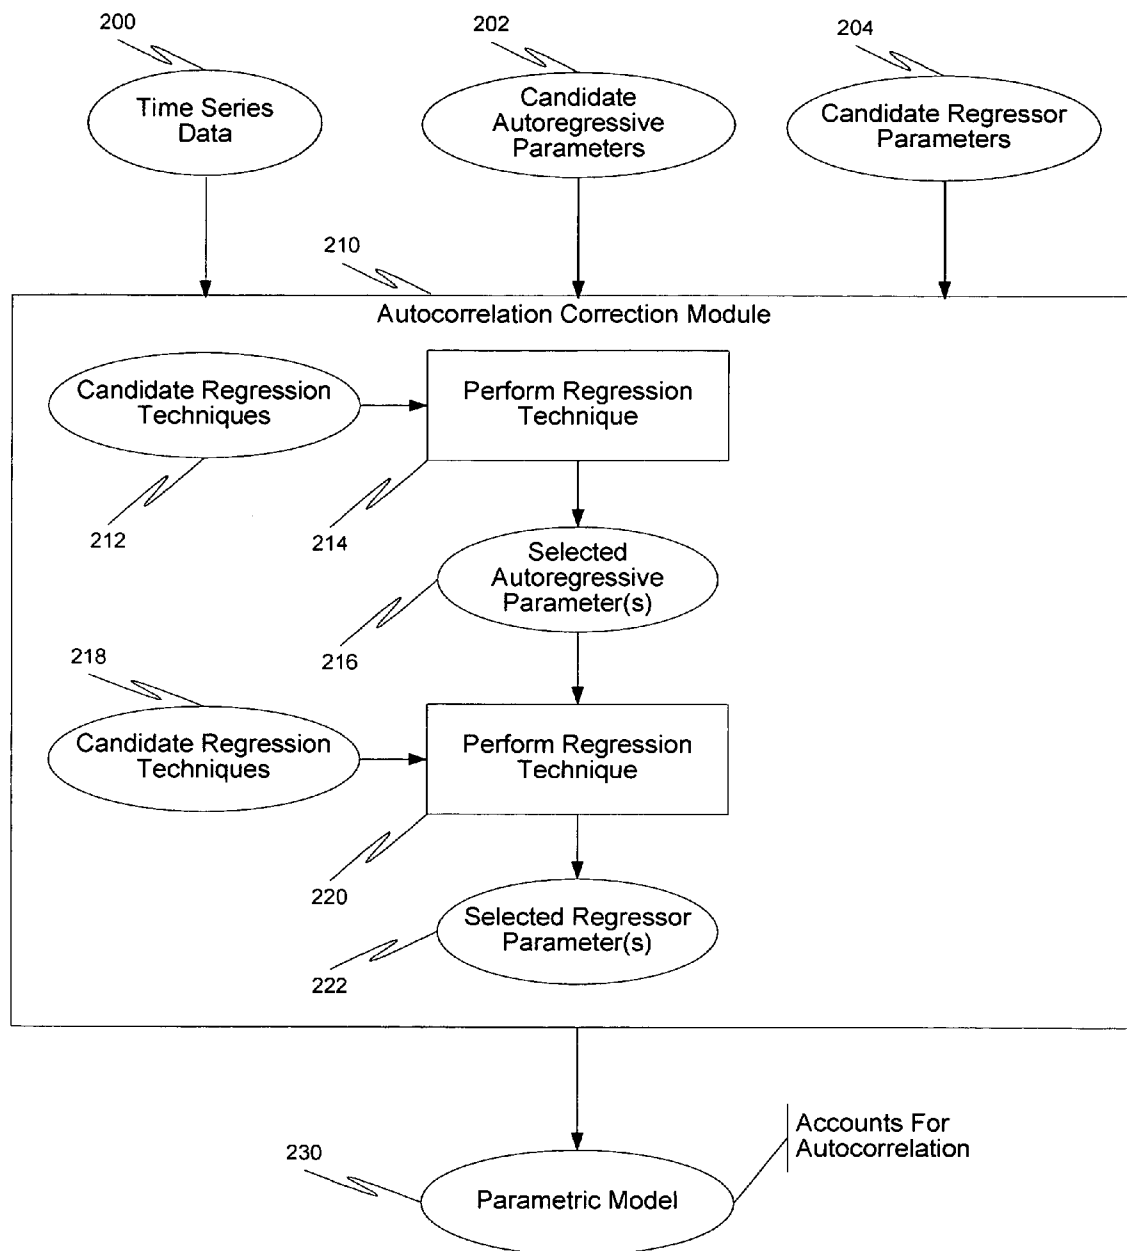 200
202
204
Time Series
Data
Candidate
Autoregressive
Parameters
Candidate Regressor
Parameters
210
Autocorrelation Correction Module
Candidate Regression
Techniques
Perform Regression
Technique
212
214
Selected
Autoregressive
Parameter(s)
216
218
Candidate Regression
Techniques
Perform Regression
Technique
220
Selected Regressor
Parameter(s)
222
Accounts For
Autocorrelation
230
Parametric Model